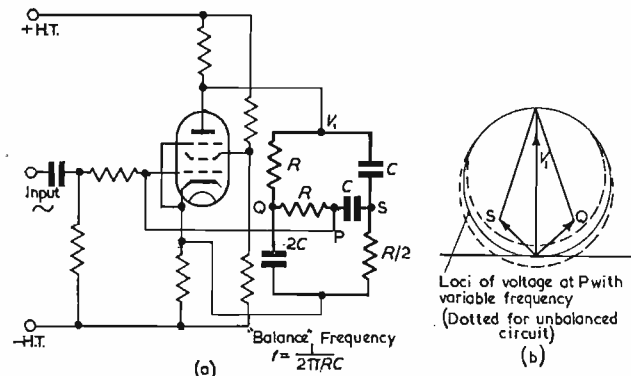 + H.T.
V₁
R
C
Input
Q
R
C
S
P
2C
R/2
−H.T.
"Balance" Frequency
f = 1
2πRC
(a)
V₁
S
Q
Loci of voltage at P with
variable frequency
(Dotted for unbalanced
circuit)
(b)